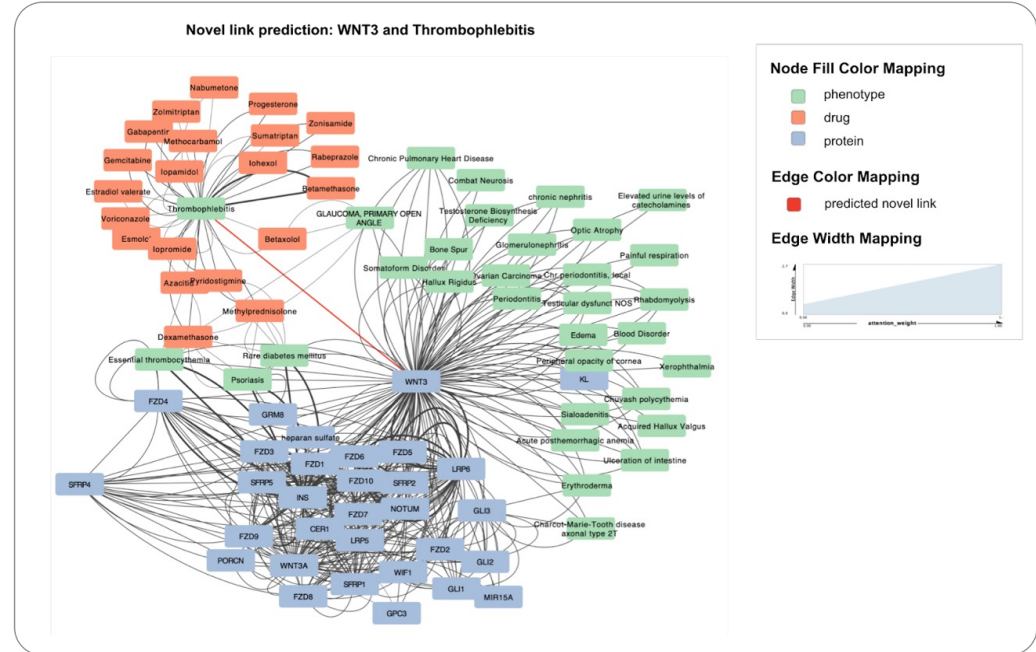 Novel link prediction: WNT3 and Thrombophlebitis
Nabumetone
Zolmitriptan
Progesterone
Gabapentin
Methocarbamol
Zonisamide
Sumatriptan
Gemcitabine
Iopamidol
Iohexol
Rabeprazole
Estradiol valerate
Betamethasone
Thrombophlebitis
Voriconazole
Iopromide
Betaxolol
Pyridostigmine
Methylprednisolone
Dexamethasone
Chronic Pulmonary Heart Disease
Combat Neurosis
GLAUCOMA, PRIMARY OPEN
ANGLE
Testosterone Biosynthesis
Deficiency
chronic nephritis
Elevated urine levels of
catecholamines
Optic Atrophy
Bone Spur
Glomerulonephritis
Painful respiration
Somatoform Disorder
Hallux Rigidus
Ovarian Carcinoma
Chr periodontitis, local
Periodontitis
Testicular dysfunct NOS
Rhabdomyolysis
Edema
Blood Disorder
Essential thrombocythemia
Rare diabetes mellitus
Psoriasis
Peripheral opacity of cornea
Xerophthalmia
WNT3
KL
Chuvash polycythemia
Sialoadenitis
Acquired Hallux Valgus
Acute posthemorrhagic anemia
Ulceration of intestine
Erythroderma
Charcot-Marie-Tooth disease
axonal type 2T
FZD4
GRM8
heparan sulfate
FZD3
FZD1
FZD6
FZD5
LRP6
SFRP4
SFRP5
INS
FZD10
SFRP2
FZD7
NOTUM
GLI3
CER1
LRP5
FZD9
PORCN
WNT3A
FZD2
GLI2
WIF1
SFRP1
FZD8
GLI1
MIR15A
GPC3
Node Fill Color Mapping
phenotype
drug
protein
Edge Color Mapping
predicted novel link
Edge Width Mapping
Edge Width
attention_weight